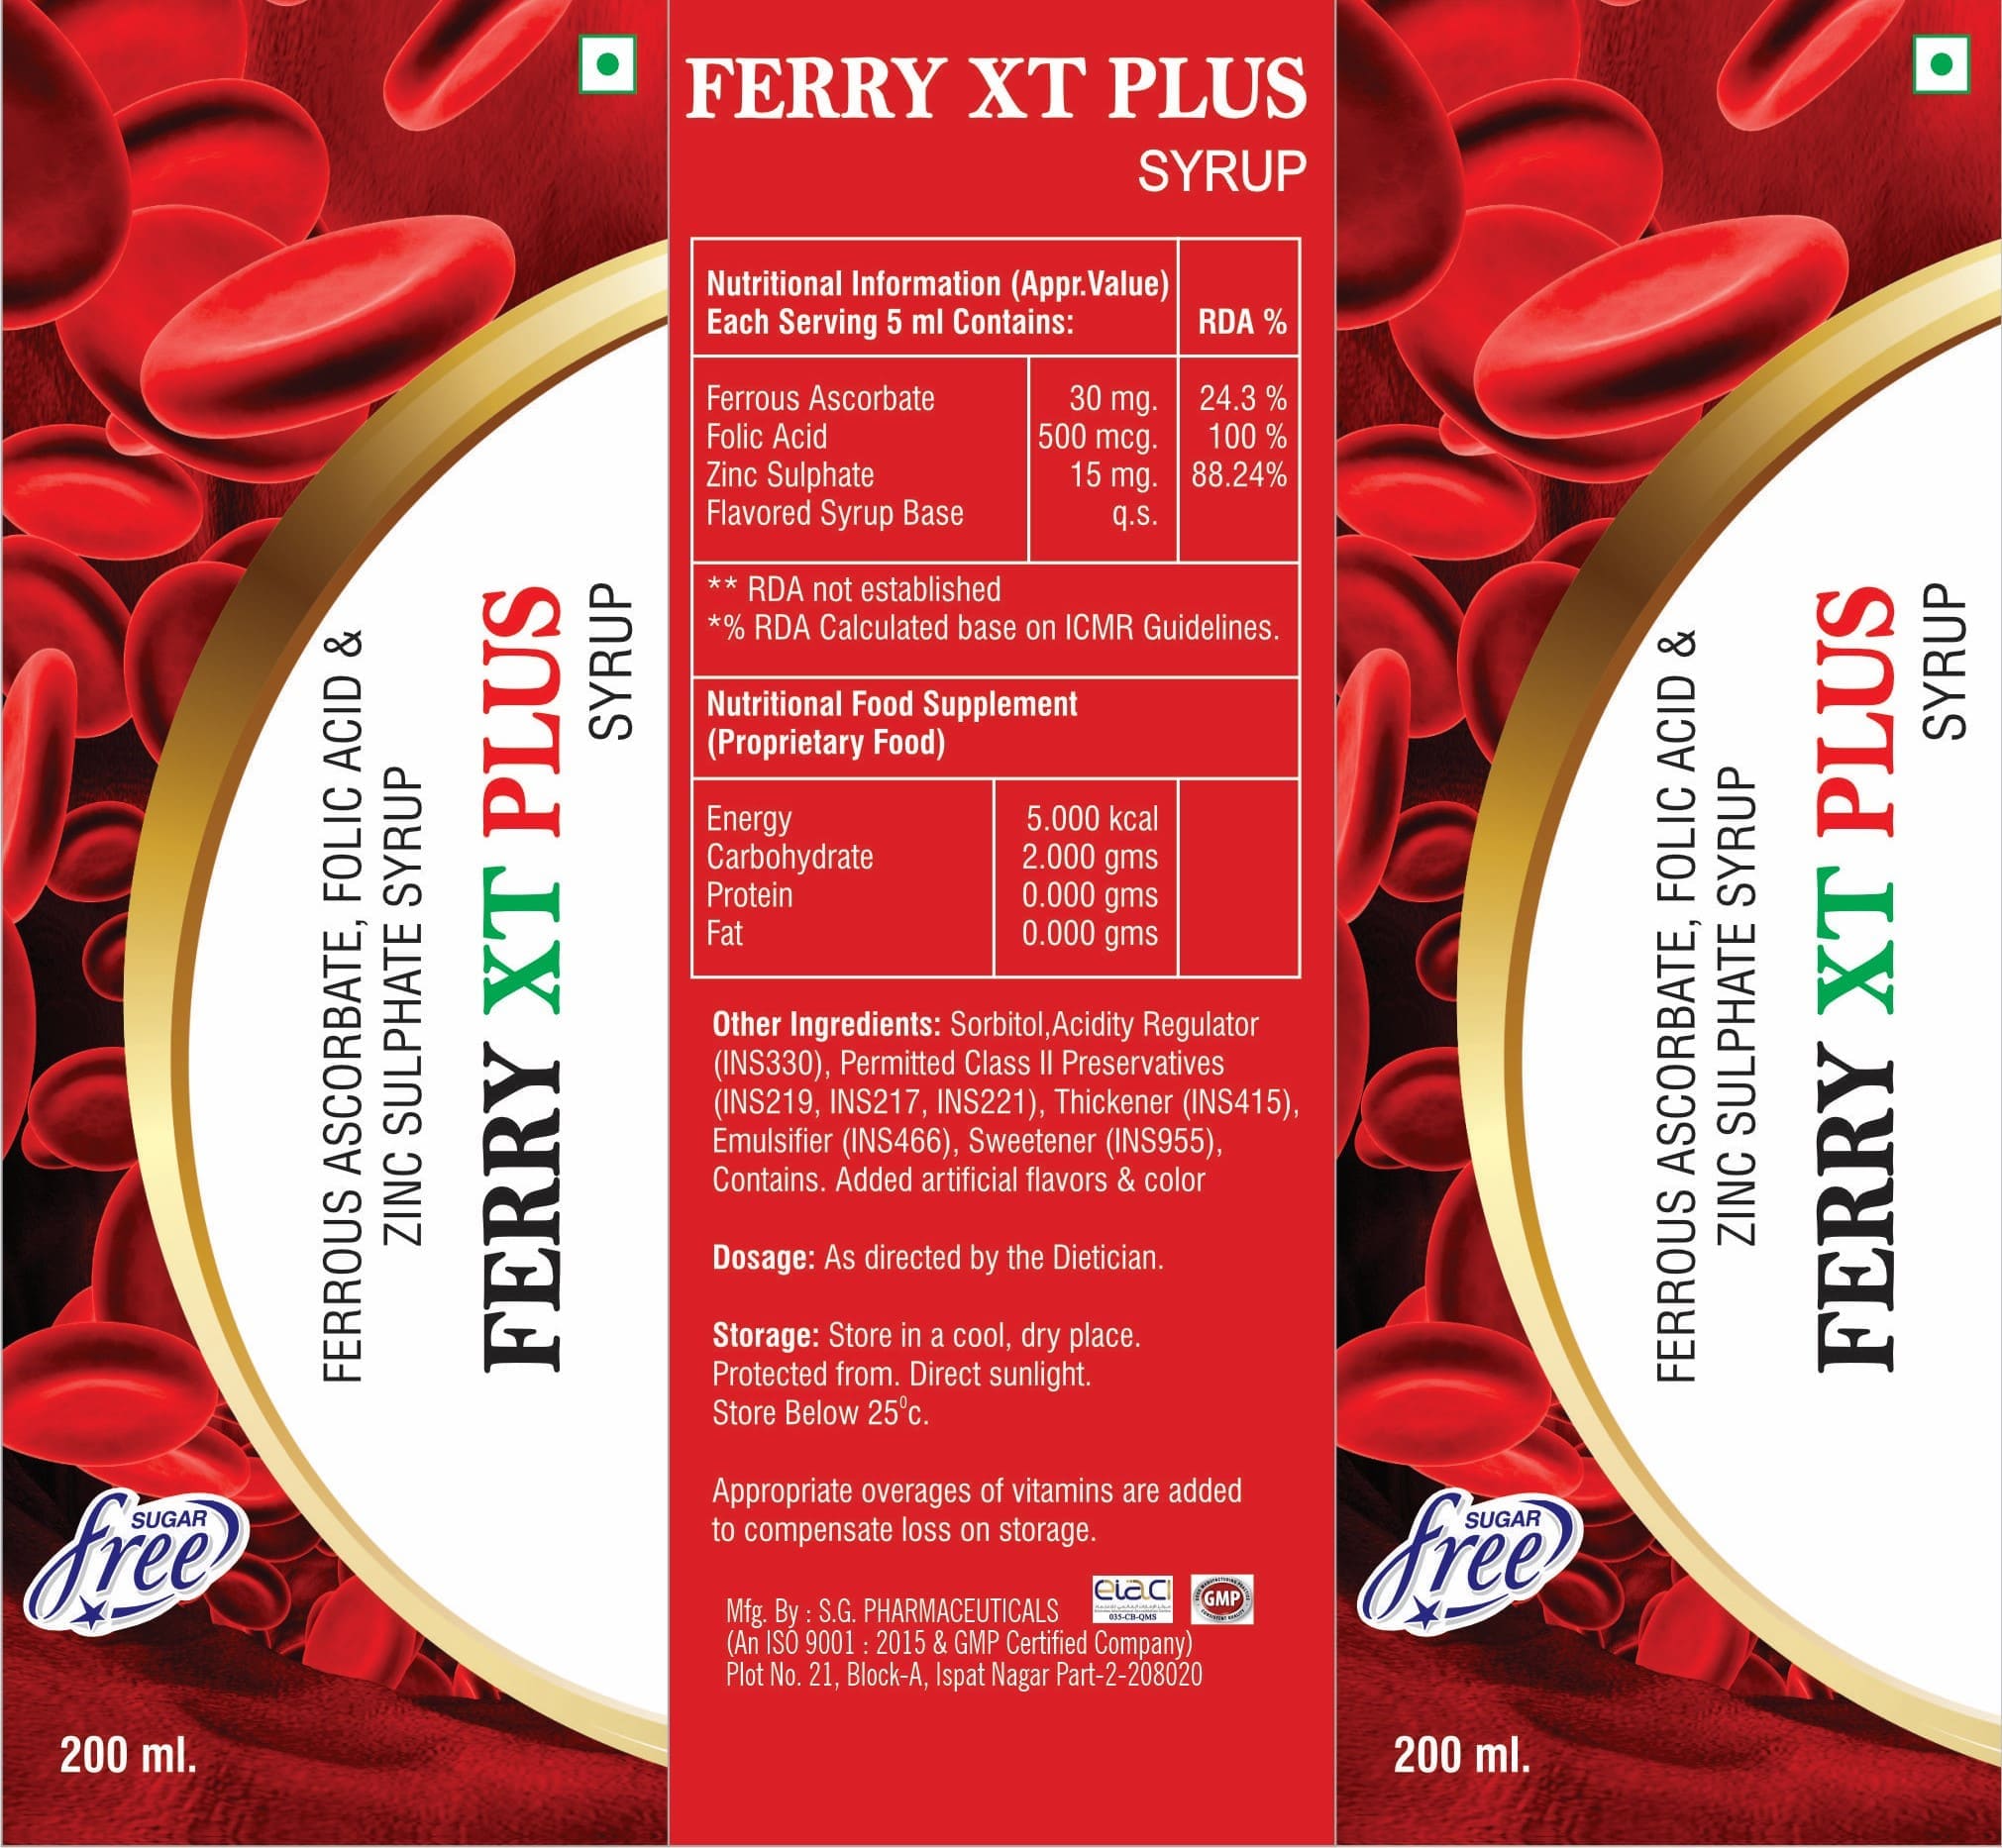 FERROUS ASCORBATE, FOLIC ACID &
ZINC SULPHATE SYRUP
FERRY XT PLUS
SYRUP
SUGAR
free
200 ml.
FERRY XT PLUS
SYRUP
Nutritional Information (Appr.Value)
Each Serving 5 ml Contains: RDA %
Ferrous Ascorbate 30 mg. 24.3 %
Folic Acid 500 mcg. 100 %
Zinc Sulphate 15 mg. 88.24%
Flavored Syrup Base q.s.
** RDA not established
*% RDA Calculated base on ICMR Guidelines.
Nutritional Food Supplement
(Proprietary Food)
Energy 5.000 kcal
Carbohydrate 2.000 gms
Protein 0.000 gms
Fat 0.000 gms
Other Ingredients: Sorbitol,Acidity Regulator
(INS330), Permitted Class II Preservatives
(INS219, INS217, INS221), Thickener (INS415),
Emulsifier (INS466), Sweetener (INS955),
Contains. Added artificial flavors & color
Dosage: As directed by the Dietician.
Storage: Store in a cool, dry place.
Protected from. Direct sunlight.
Store Below 25⁰c.
Appropriate overages of vitamins are added
to compensate loss on storage.
eiaci
035-CB-QMS
GOOD MANUFACTURING PRACTICE
GMP
CONSISTENT QUALITY
Mfg. By : S.G. PHARMACEUTICALS
(An ISO 9001 : 2015 & GMP Certified Company)
Plot No. 21, Block-A, Ispat Nagar Part-2-208020
FERROUS ASCORBATE, FOLIC ACID &
ZINC SULPHATE SYRUP
FERRY XT PLUS
SYRUP
SUGAR
free
200 ml.